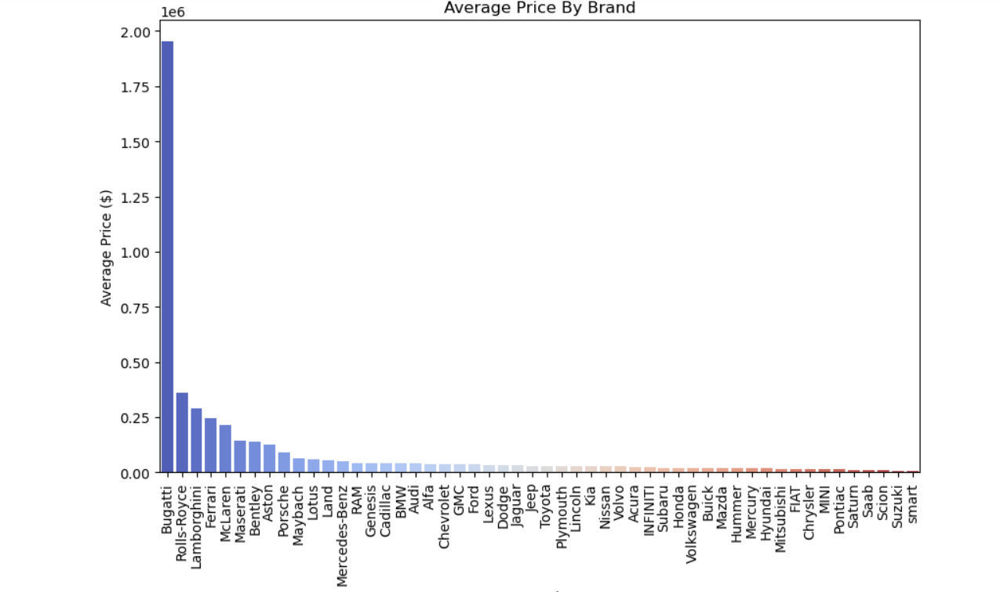 Average Price By Brand
1e6
2.00
1.75
1.50
1.25
1.00
0.75
0.50
0.25
0.00
Average Price ($)
Bugatti
Rolls-Royce
Lamborghini
Ferrari
McLaren
Maserati
Bentley
Aston
Porsche
Maybach
Lotus
Land
Mercedes-Benz
RAM
Genesis
Cadillac
BMW
Audi
Alfa
Chevrolet
GMC
Ford
Lexus
Dodge
Jaguar
Jeep
Toyota
Plymouth
Lincoln
Kia
Nissan
Volvo
Acura
INFINITI
Subaru
Honda
Volkswagen
Buick
Mazda
Hummer
Mercury
Hyundai
Mitsubishi
FIAT
Chrysler
MINI
Pontiac
Saturn
Saab
Scion
Suzuki
smart